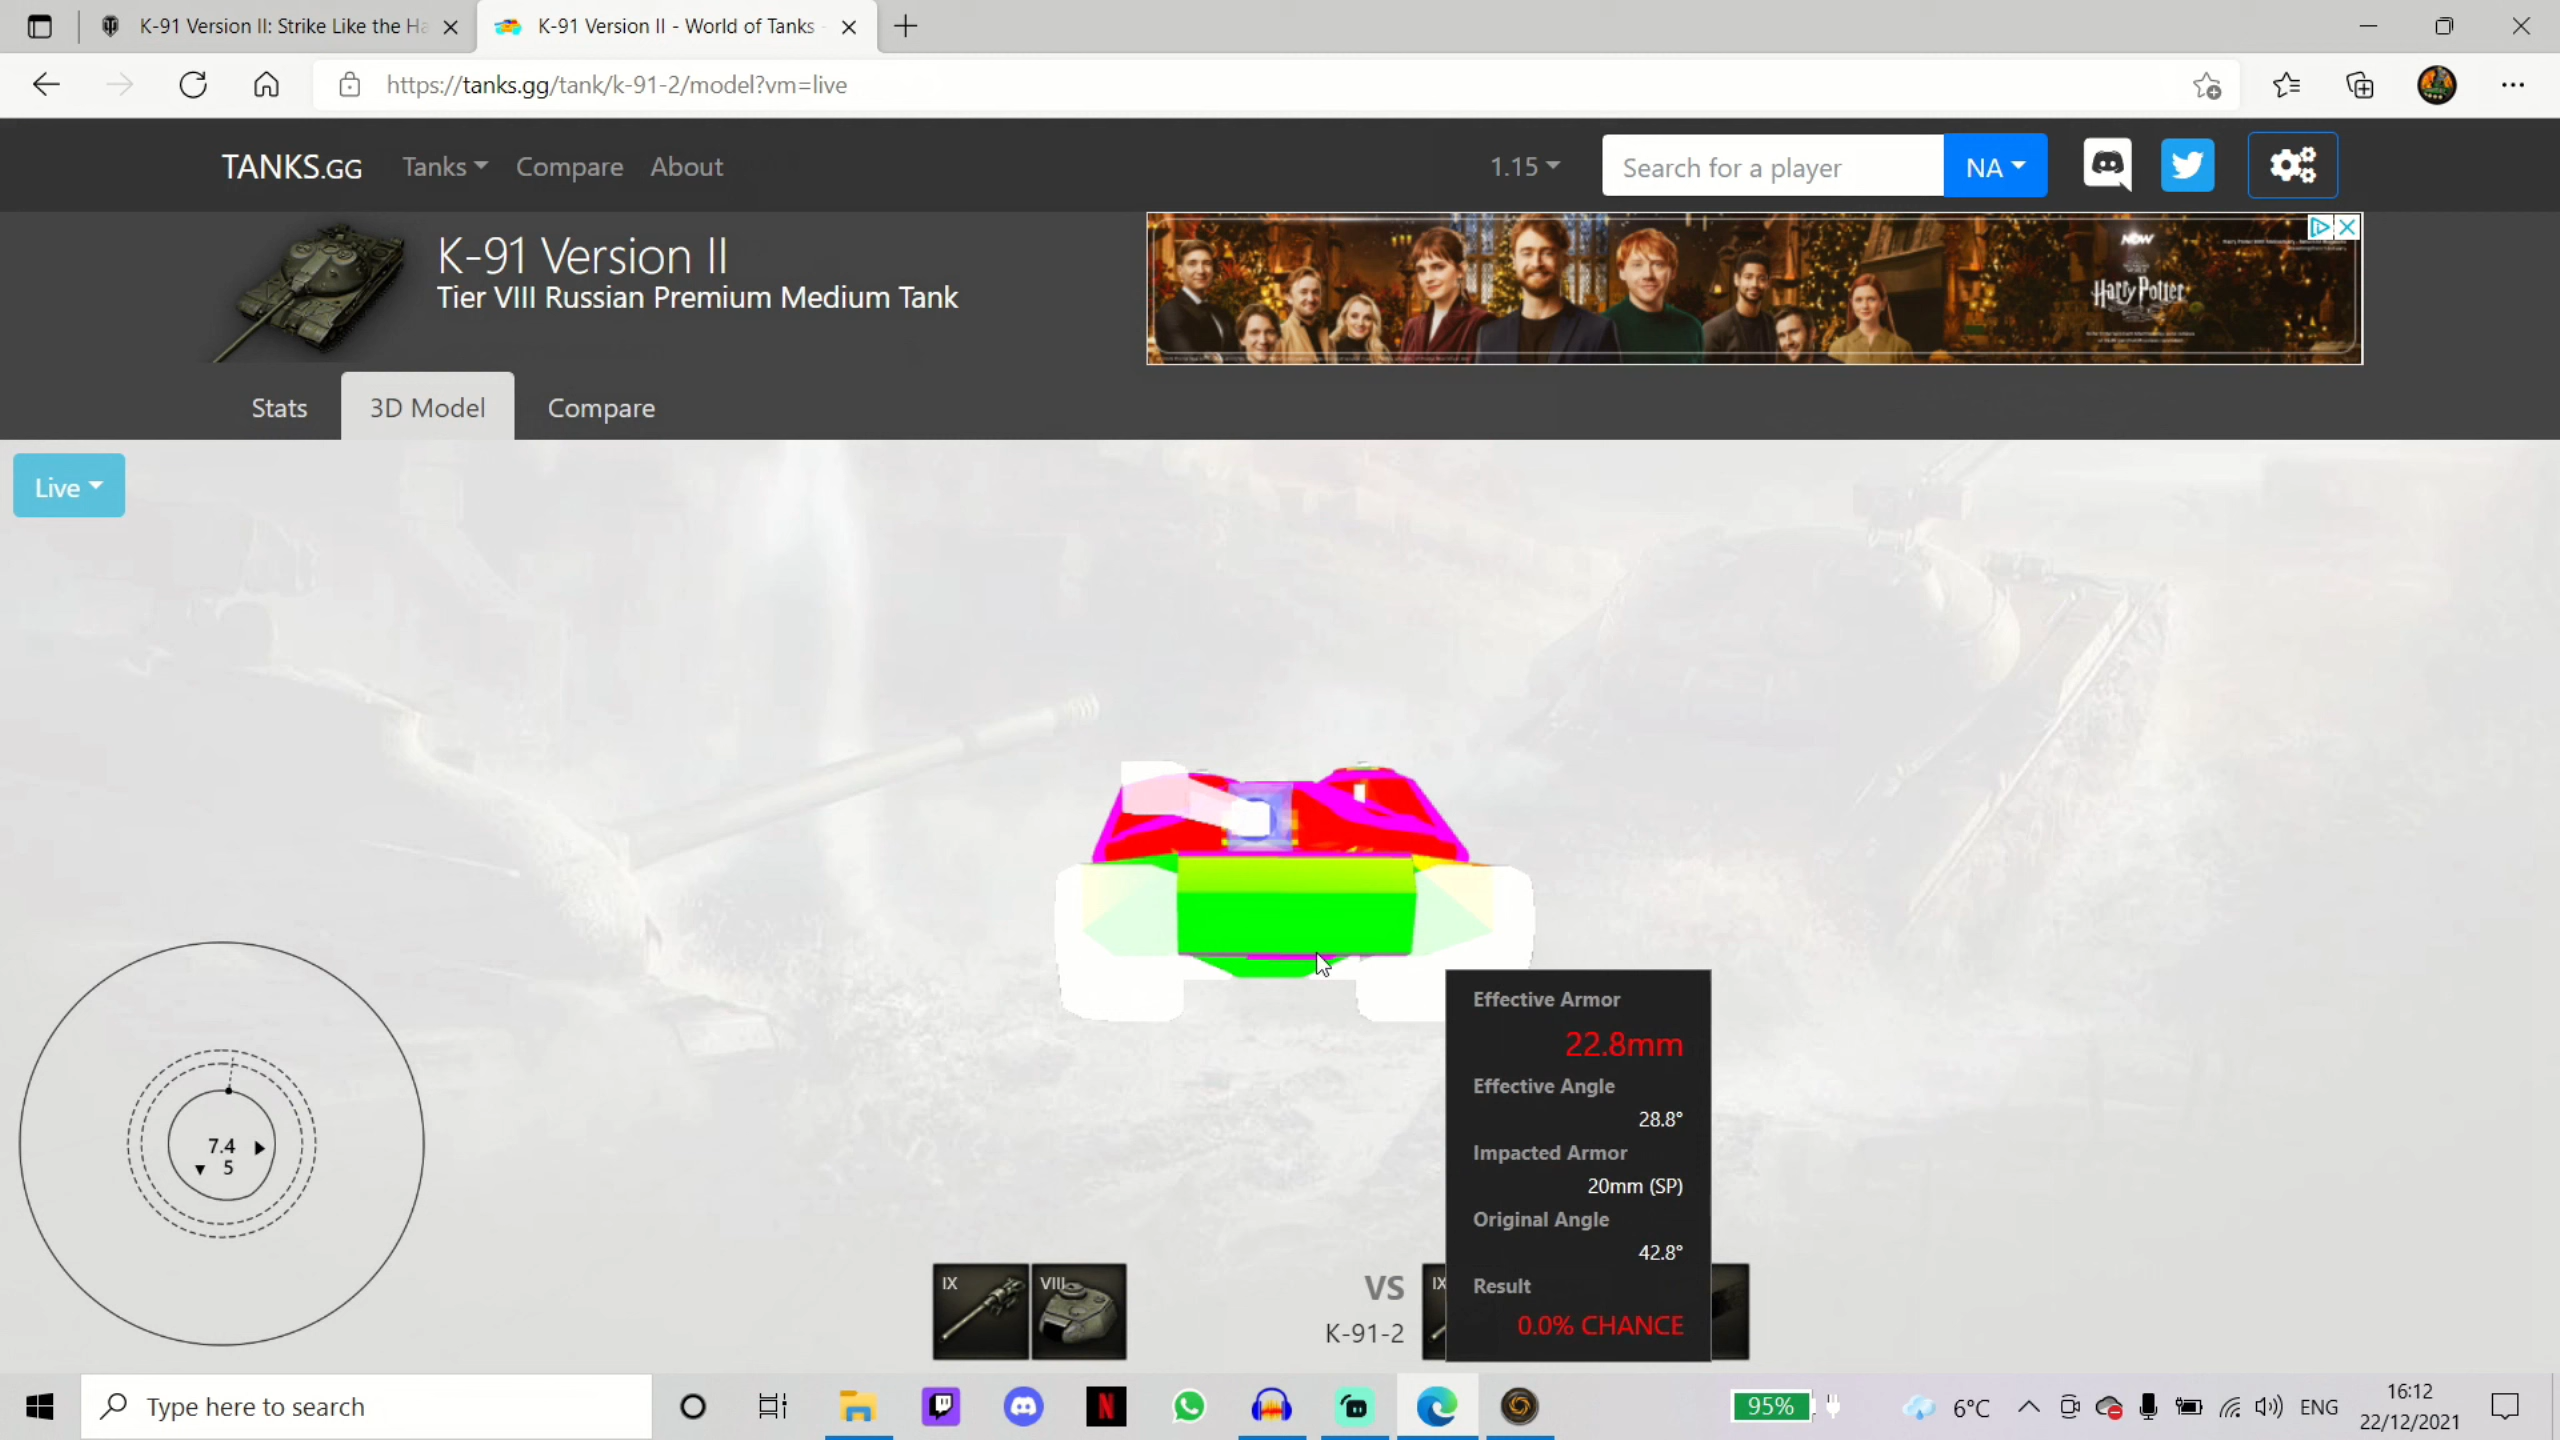 K-91 Version II: Strike Like the Ha
K-91 Version II - World of Tanks -
https://tanks.gg/tank/k-91-2/model?vm=live
TANKS.GG
Tanks
Compare
About
1.15
Search for a player
NA
K-91 Version II
Tier VIII Russian Premium Medium Tank
NOW
Harry Potter
Stats
3D Model
Compare
Live
7.4
5
Effective Armor
22.8mm
Effective Angle
28.8°
Impacted Armor
20mm (SP)
Original Angle
42.8°
Result
0.0% CHANCE
IX
VIII
VS
K-91-2
IX
Type here to search
95%
6°C
ENG
16:12
22/12/2021